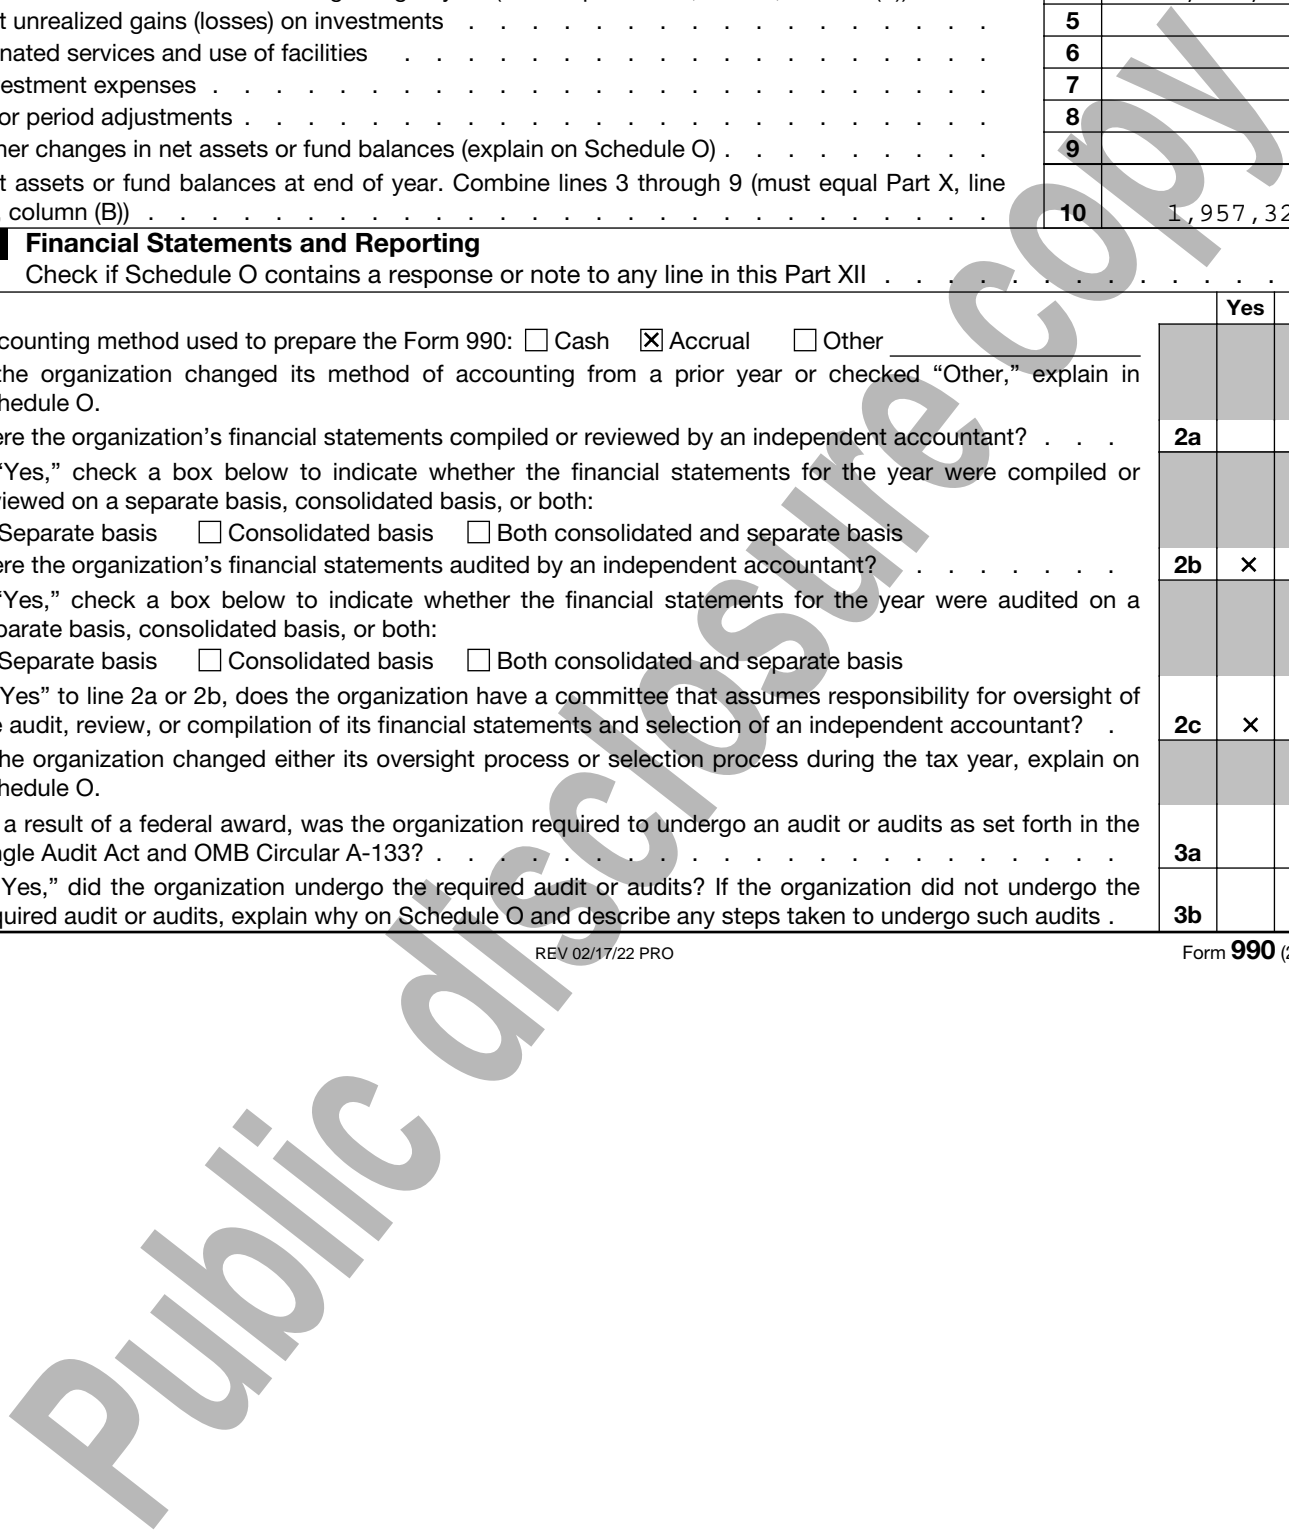 t unrealized gains (losses) on investments . . . . . . . . . . . . . . . . . 5
nated services and use of facilities . . . . . . . . . . . . . . . . . . . 6
estment expenses . . . . . . . . . . . . . . . . . . . . . . . . . 7
or period adjustments . . . . . . . . . . . . . . . . . . . . . . . . 8
ner changes in net assets or fund balances (explain on Schedule O) . . . . . . . . . 9
t assets or fund balances at end of year. Combine lines 3 through 9 (must equal Part X, line
column (B)) . . . . . . . . . . . . . . . . . . . . . . . . . . . 10 1,957,32
Financial Statements and Reporting
Check if Schedule O contains a response or note to any line in this Part XII . . . . . . . . . . . . .
Yes
counting method used to prepare the Form 990: ☐ Cash ☒ Accrual ☐ Other
the organization changed its method of accounting from a prior year or checked “Other,” explain in
hedule O.
ere the organization’s financial statements compiled or reviewed by an independent accountant? . . . 2a
“Yes,” check a box below to indicate whether the financial statements for the year were compiled or
viewed on a separate basis, consolidated basis, or both:
Separate basis ☐ Consolidated basis ☐ Both consolidated and separate basis
ere the organization’s financial statements audited by an independent accountant? . . . . . . . 2b ×
“Yes,” check a box below to indicate whether the financial statements for the year were audited on a
parate basis, consolidated basis, or both:
Separate basis ☐ Consolidated basis ☐ Both consolidated and separate basis
Yes” to line 2a or 2b, does the organization have a committee that assumes responsibility for oversight of
e audit, review, or compilation of its financial statements and selection of an independent accountant? . 2c ×
he organization changed either its oversight process or selection process during the tax year, explain on
hedule O.
a result of a federal award, was the organization required to undergo an audit or audits as set forth in the
ngle Audit Act and OMB Circular A-133? . . . . . . . . . . . . . . . . . . . . . . 3a
Yes,” did the organization undergo the required audit or audits? If the organization did not undergo the
quired audit or audits, explain why on Schedule O and describe any steps taken to undergo such audits . 3b
REV 02/17/22 PRO Form 990 (2
Public disclosure copy